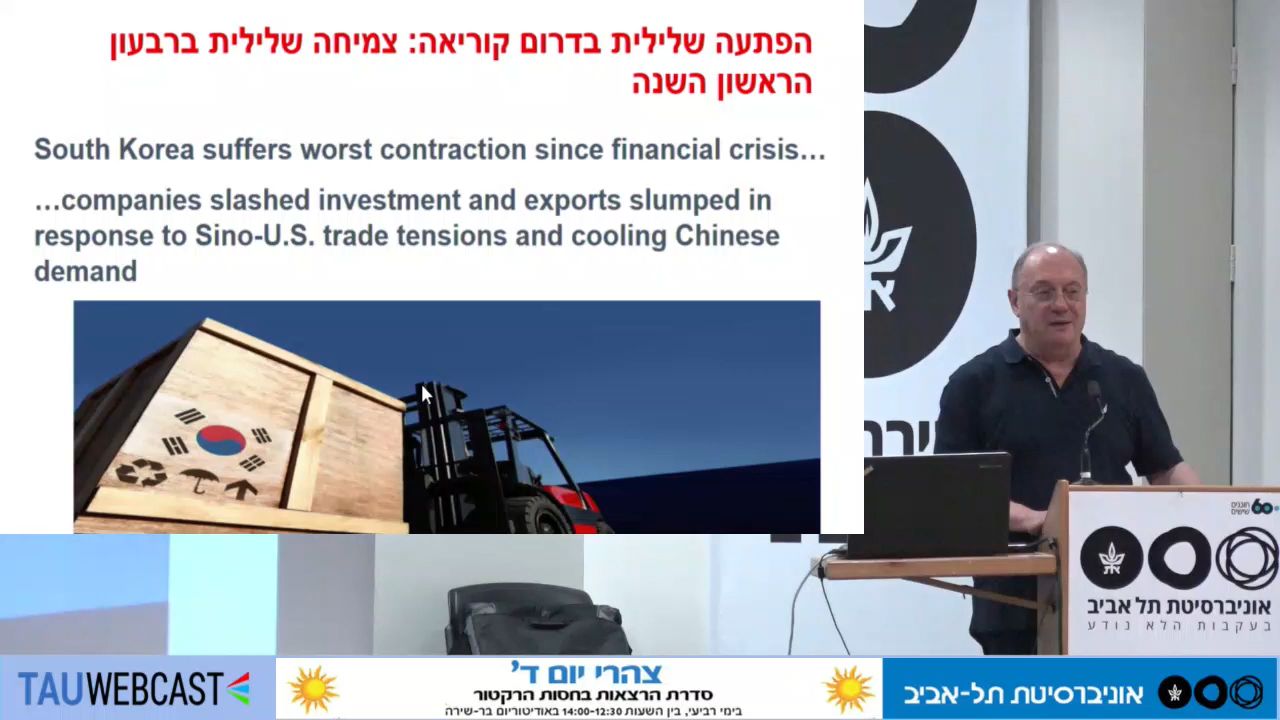 הפתעה שלילית בדרום קוריאה: צמיחה שלילית ברבעון
הראשון השנה
South Korea suffers worst contraction since financial crisis…
…companies slashed investment and exports slumped in
response to Sino-U.S. trade tensions and cooling Chinese
demand
חוגגים
שישים
60
אוניברסיטת תל אביב
בעקבות הלא נודע
TAUWEBCAST
צהרי יום ד'
סדרת הרצאות בחסות הרקטור
בימי רביעי, בין השעות 14:00-12:30 באודיטוריום בר-שירה
אוניברסיטת תל-אביב